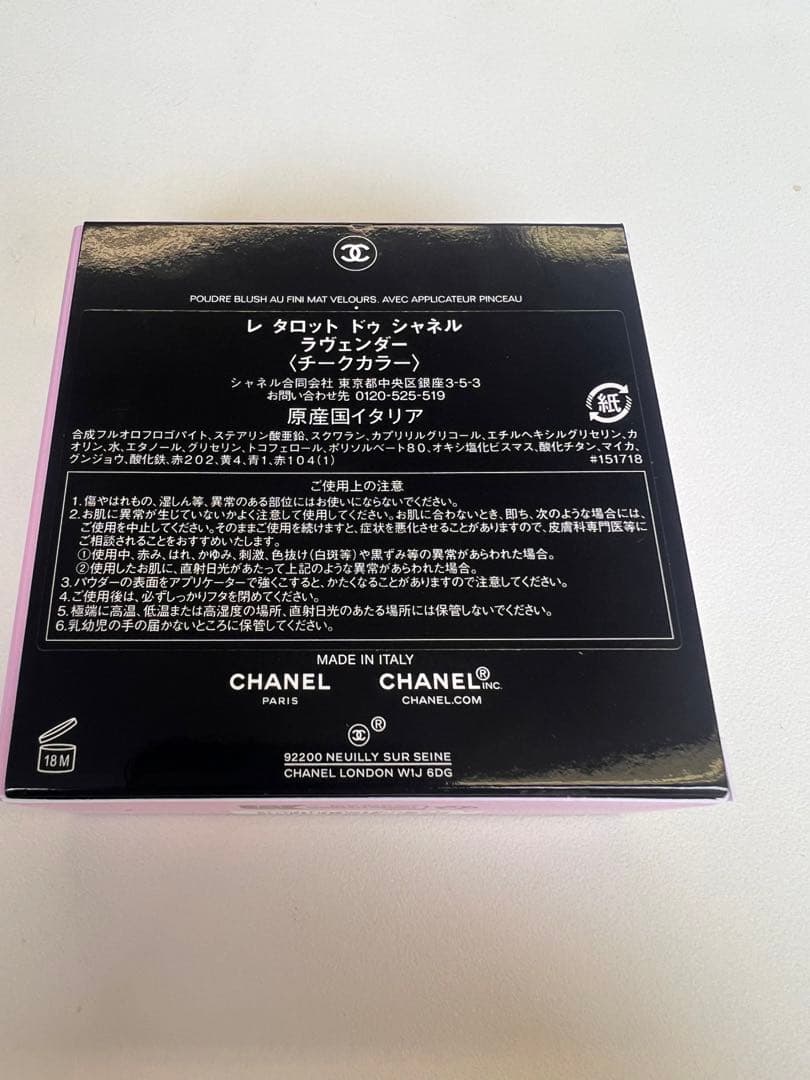 POUDRE BLUSH AU FINI MAT VELOURS. AVEC APPLICATEUR PINCEAU
レ タロット ドゥ シャネル
ラヴェンダー
〈チークカラー〉
シャネル合同会社 東京都中央区銀座3-5-3
お問い合わせ先 0120-525-519
原産国イタリア
紙
合成フルオロフロゴパイト、ステアリン酸亜鉛、スクワラン、カプリリルグリコール、エチルヘキシルグリセリン、カ
オリン、水、エタノール、グリセリン、トコフェロール、ポリソルベート80、オキシ塩化ビスマス、酸化チタン、マイカ、
グンジョウ、酸化鉄、赤202、黄4、青1、赤104(1) #151718
ご使用上の注意
1.傷やはれもの、湿しん等、異常のある部位にはお使いにならないでください。
2.お肌に異常が生じていないかよく注意して使用してください。お肌に合わないとき、即ち、次のような場合には、
ご使用を中止してください。そのままご使用を続けますと、症状を悪化させることがありますので、皮膚科専門医等に
ご相談されることをおすすめいたします。
①使用中、赤み、はれ、かゆみ、刺激、色抜け(白斑等)や黒ずみ等の異常があらわれた場合。
②使用したお肌に、直射日光があたって上記のような異常があらわれた場合。
3.パウダーの表面をアプリケーターで強くこすると、かたくなることがありますので注意してください。
4.ご使用後は、必ずしっかりフタを閉めてください。
5.極端に高温、低温または高湿度の場所、直射日光のあたる場所には保管しないでください。
6.乳幼児の手の届かないところに保管してください。
MADE IN ITALY
CHANEL CHANEL® INC.
PARIS CHANEL.COM
®
18 M
92200 NEUILLY SUR SEINE
CHANEL LONDON W1J 6DG